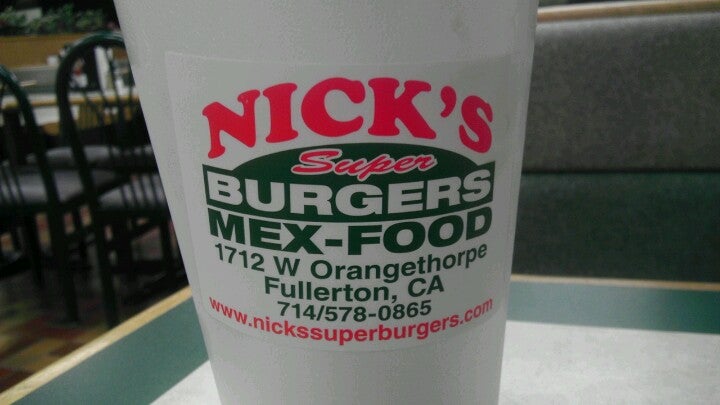 NICK'S
Super
BURGERS
MEX-FOOD
1712 W Orangethorpe
Fullerton, CA
714/578-0865
www.nickssuperburgers.com